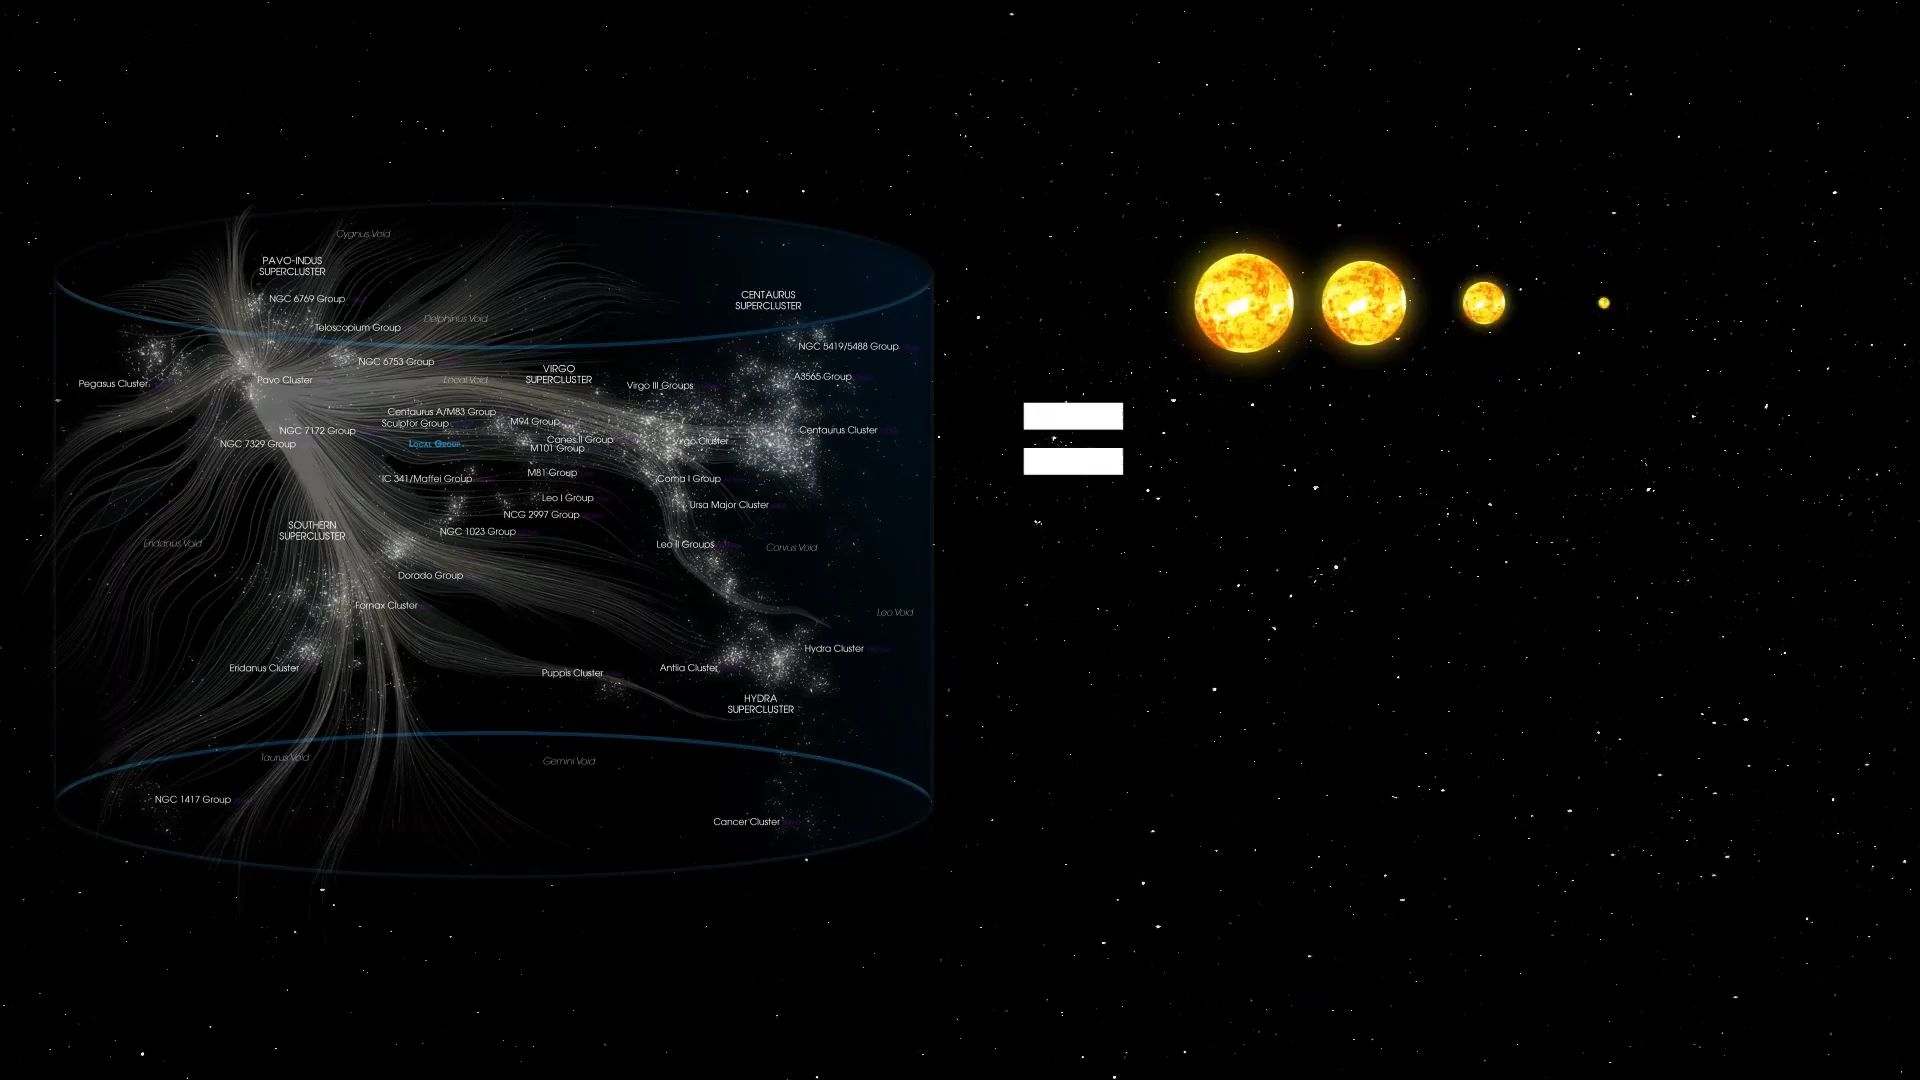 Cygnus Void
PAVO-INDUS
SUPERCLUSTER
NGC 6769 Group
CENTAURUS
SUPERCLUSTER
Teloscopium Group
Delphinus Void
NGC 5419/5488 Group
NGC 6753 Group
VIRGO
SUPERCLUSTER
A3565 Group
Pegasus Cluster
Pavo Cluster
Local Void
Virgo III Groups
Centaurus A/M83 Group
Sculptor Group
M94 Group
NGC 7172 Group
NGC 7329 Group
LOCAL GROUP
Canes II Group
M101 Group
Virgo Cluster
Centaurus Cluster
IC 341/Maffei Group
M81 Group
Coma I Group
Leo I Group
Ursa Major Cluster
NCG 2997 Group
SOUTHERN
SUPERCLUSTER
NGC 1023 Group
Eridanus Void
Leo II Groups
Corvus Void
Dorado Group
Fornax Cluster
Leo Void
Hydra Cluster
Eridanus Cluster
Puppis Cluster
Antlia Cluster
HYDRA
SUPERCLUSTER
Taurus Void
Gemini Void
NGC 1417 Group
Cancer Cluster